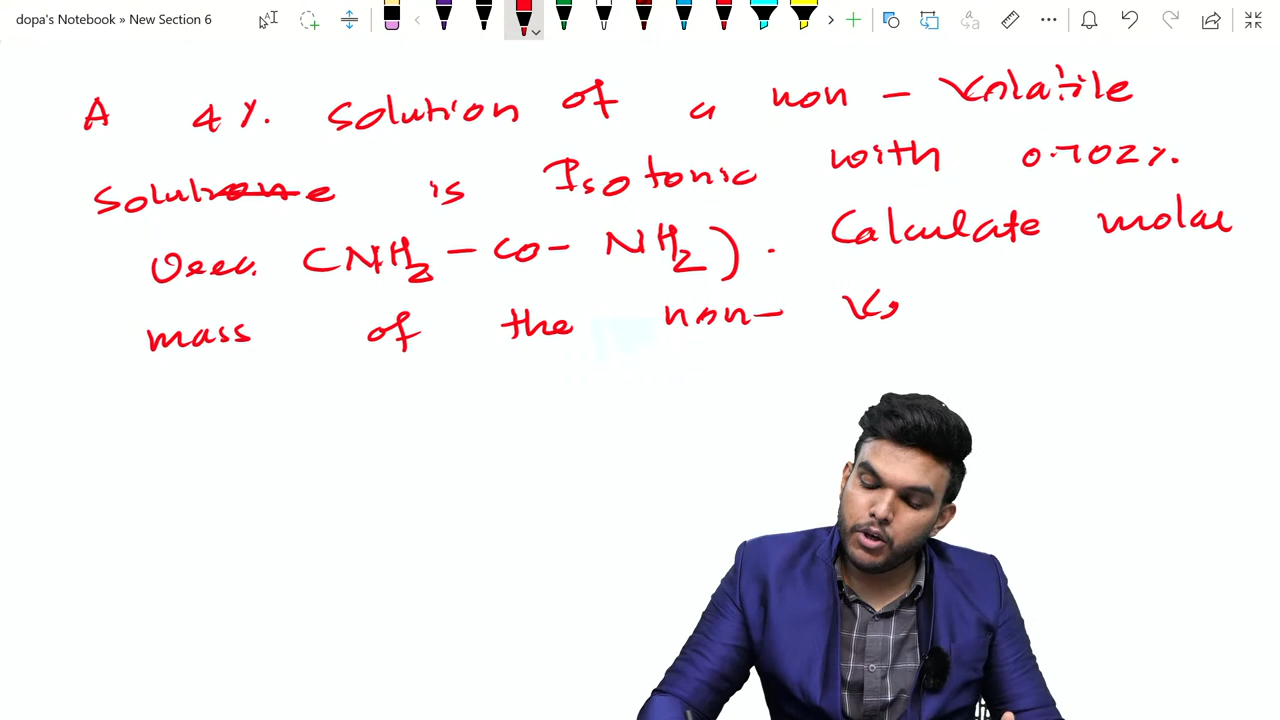 dopa's Notebook » New Section 6
A 4%. solution of a non - volatile
solute is Isotonic with 0.702%.
(NH2 - CO - NH2). Calculate molar
mass of the non- vo